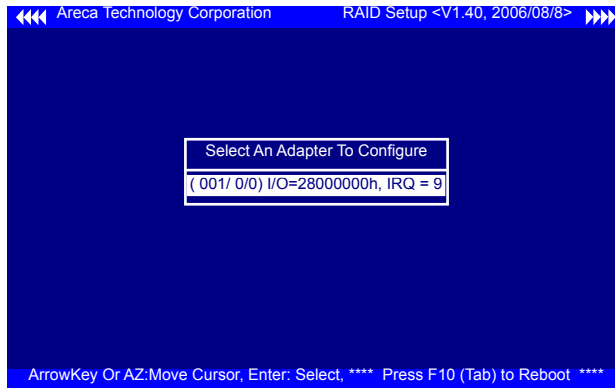 Areca Technology Corporation RAID Setup <V1.40, 2006/08/8>
Select An Adapter To Configure
( 001/ 0/0) I/O=28000000h, IRQ = 9
ArrowKey Or AZ:Move Cursor, Enter: Select, **** Press F10 (Tab) to Reboot ****